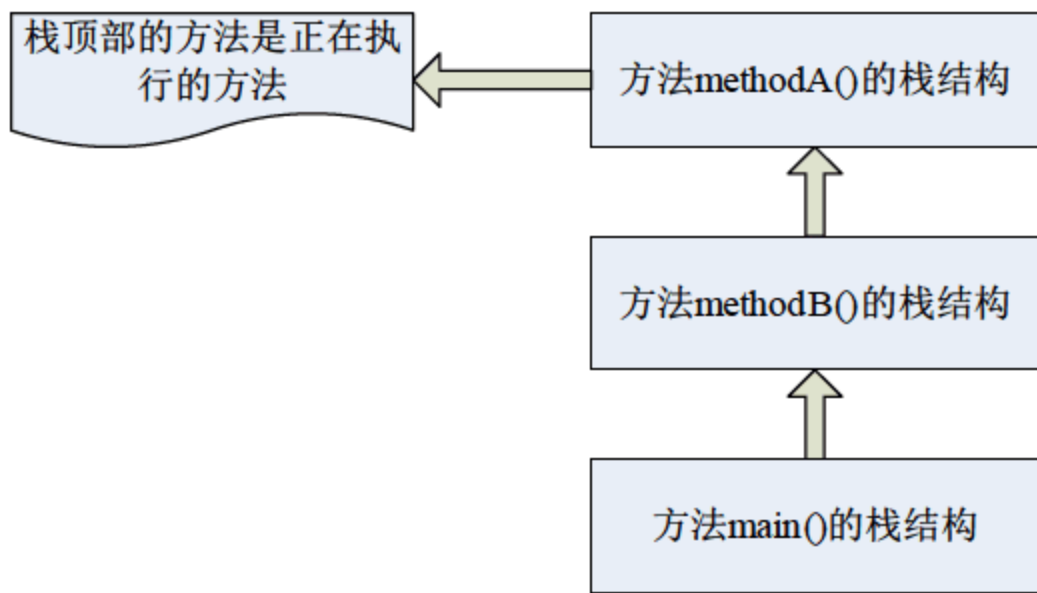 栈顶部的方法是正在执
行的方法
方法methodA()的栈结构
方法methodB()的栈结构
方法main()的栈结构